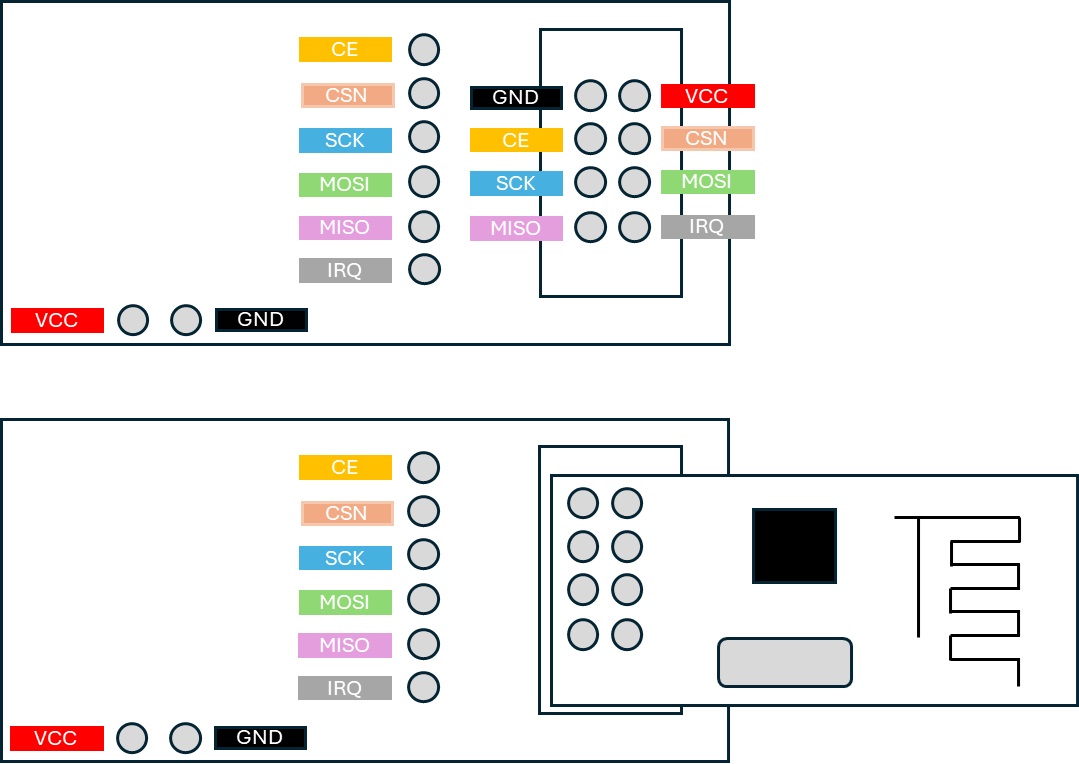 CE
CSN
SCK
MOSI
MISO
IRQ
GND
VCC
CE
CSN
SCK
MOSI
MISO
IRQ
VCC
GND
CE
CSN
SCK
MOSI
MISO
IRQ
VCC
GND